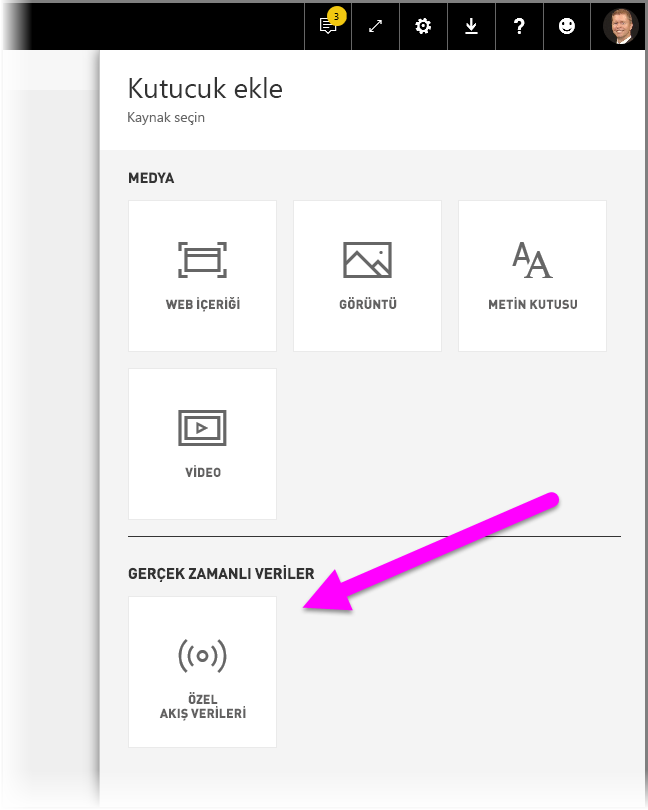 3
?
Kutucuk ekle
Kaynak seçin
MEDYA
WEB İÇERİĞİ
GÖRÜNTÜ
METİN KUTUSU
VİDEO
GERÇEK ZAMANLI VERİLER
ÖZEL
AKIŞ VERİLERİ